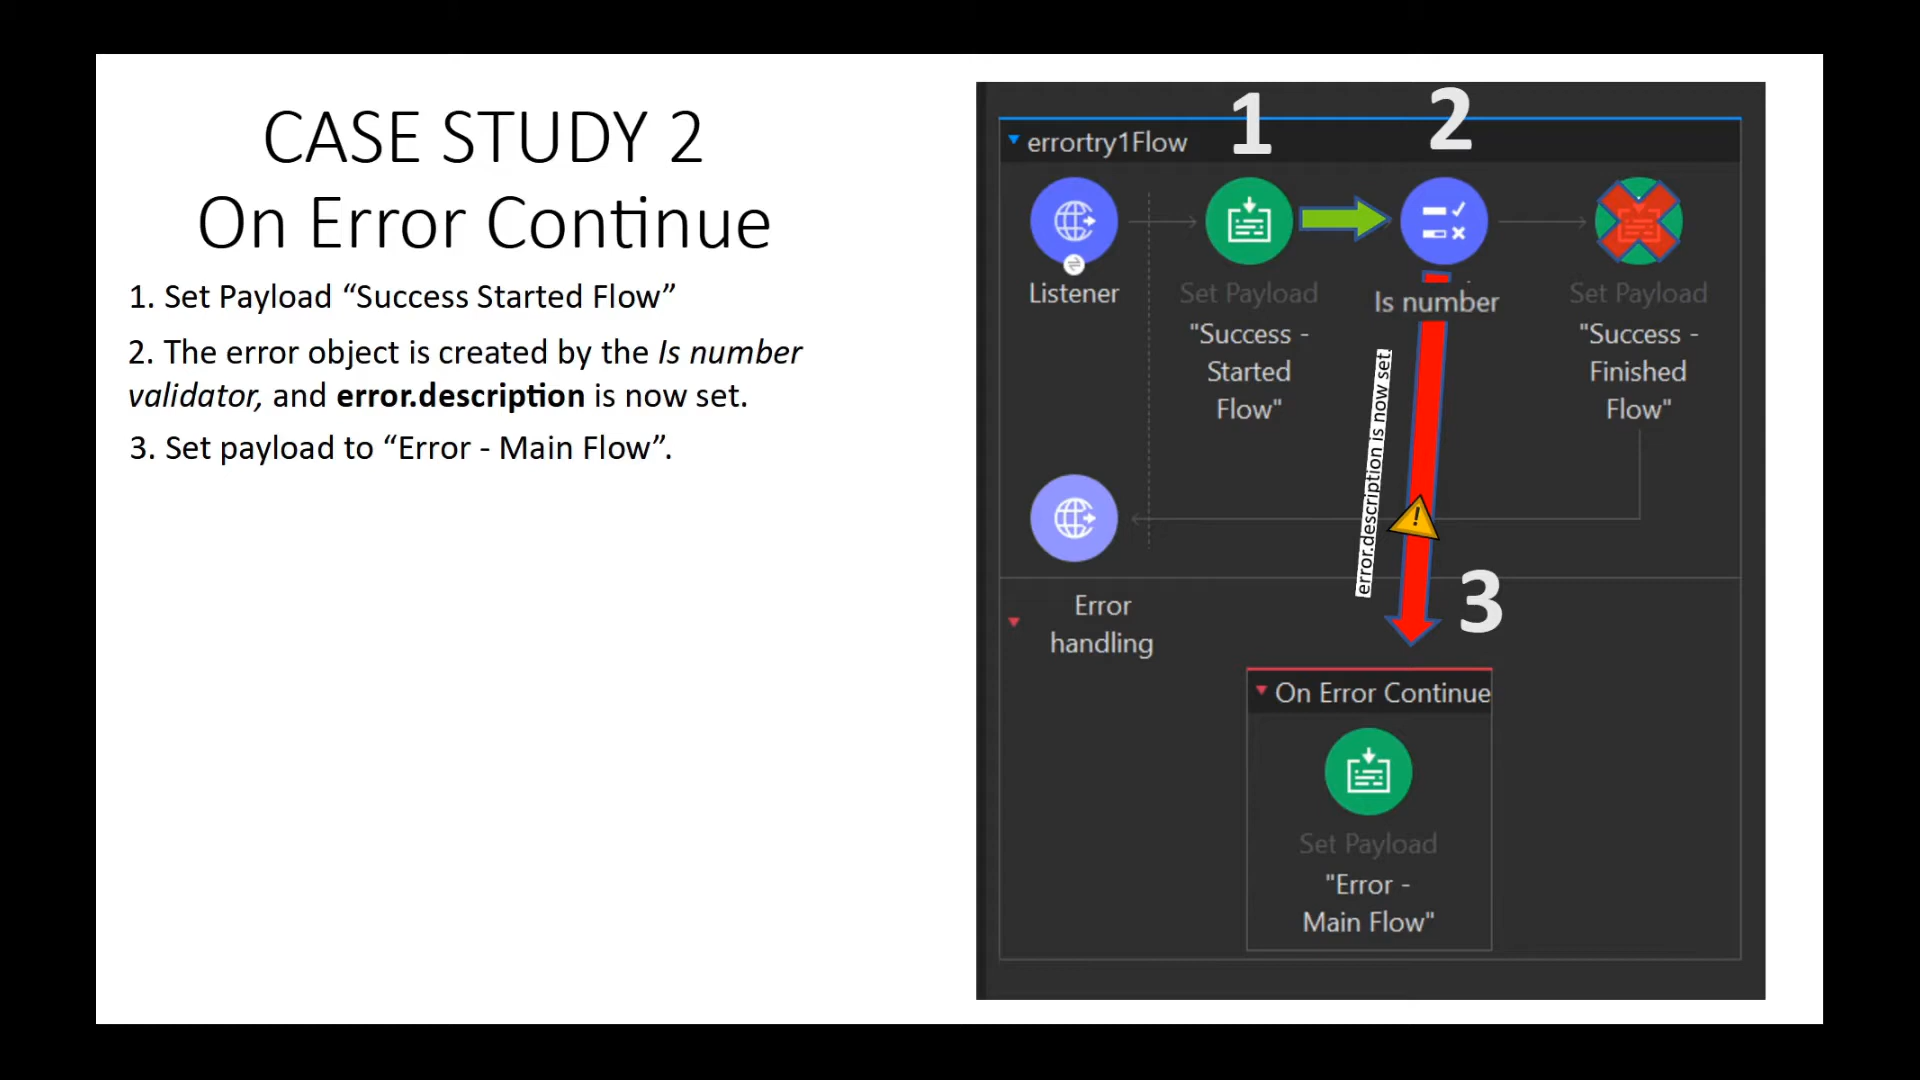 CASE STUDY 2
On Error Continue
1. Set Payload “Success Started Flow”
2. The error object is created by the Is number
validator, and error.description is now set.
3. Set payload to “Error - Main Flow”.
1
2
errortry1Flow
Listener
Set Payload
"Success -
Started
Flow"
Is number
Set Payload
"Success -
Finished
Flow"
error.description is now set
!
3
Error
handling
On Error Continue
Set Payload
"Error -
Main Flow"